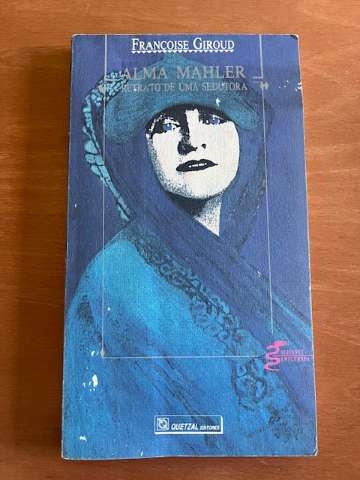 FRANÇOISE GIROUD
ALMA MAHLER
RETRATO DE UMA SEDUTORA
QUETZAL EDITORES